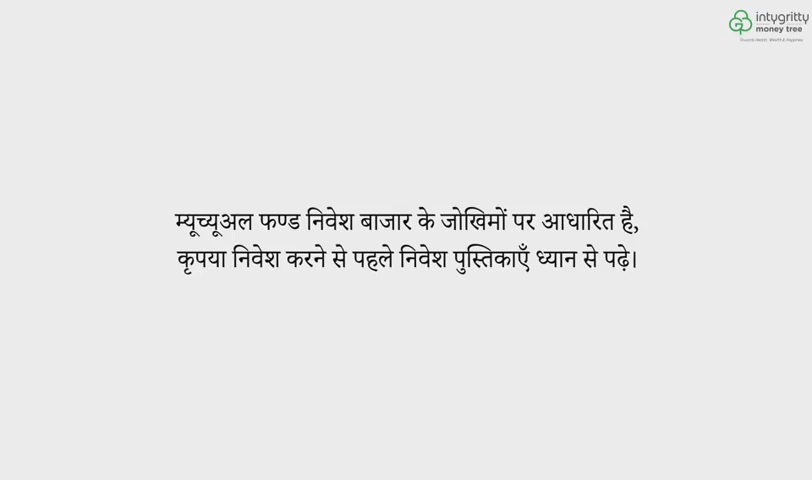 intygritty
money tree
म्यूच्यूअल फण्ड निवेश बाजार के जोखिमों पर आधारित है,
कृपया निवेश करने से पहले निवेश पुस्तिकाएँ ध्यान से पढ़े।